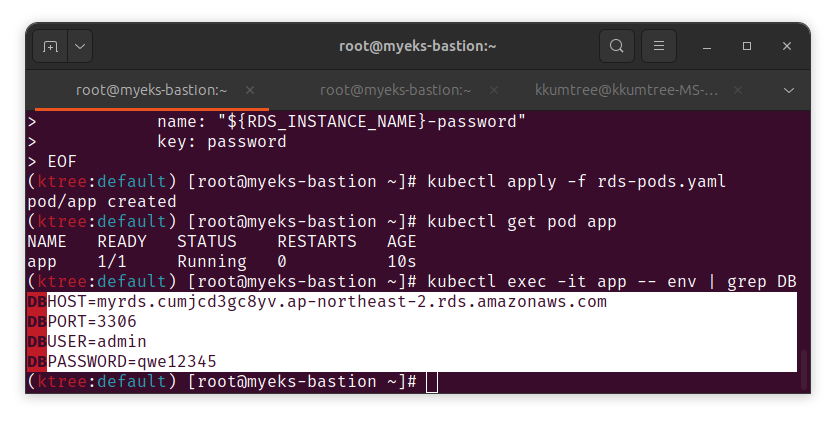 root@myeks-bastion:~
root@myeks-bastion:~
root@myeks-bastion:~
kkumtree@kkumtree-MS-…
>            name: "${RDS_INSTANCE_NAME}-password"
>            key: password
> EOF
(ktree:default) [root@myeks-bastion ~]# kubectl apply -f rds-pods.yaml
pod/app created
(ktree:default) [root@myeks-bastion ~]# kubectl get pod app
NAME   READY   STATUS    RESTARTS   AGE
app    1/1     Running   0          10s
(ktree:default) [root@myeks-bastion ~]# kubectl exec -it app -- env | grep DB
DBHOST=myrds.cumjcd3gc8yv.ap-northeast-2.rds.amazonaws.com
DBPORT=3306
DBUSER=admin
DBPASSWORD=qwe12345
(ktree:default) [root@myeks-bastion ~]#